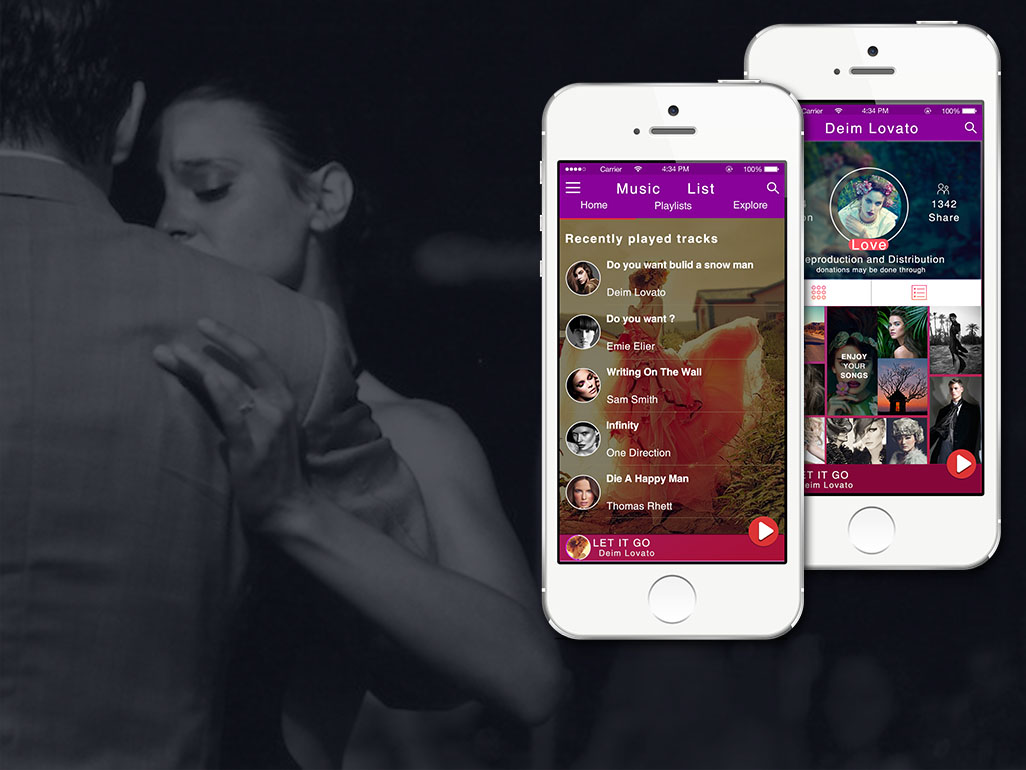 Carrier 4:34 PM 100%
Music List
Home Playlists Explore
Recently played tracks
Do you want bulid a snow man
Deim Lovato
Do you want ?
Emie Elier
Writing On The Wall
Sam Smith
Infinity
One Direction
Die A Happy Man
Thomas Rhett
LET IT GO
Deim Lovato
Carrier 4:34 PM 100%
Deim Lovato
1342
Share
Love
eproduction and Distribution
donations may be done through
ENJOY
YOUR
SONGS
ET IT GO
eim Lovato